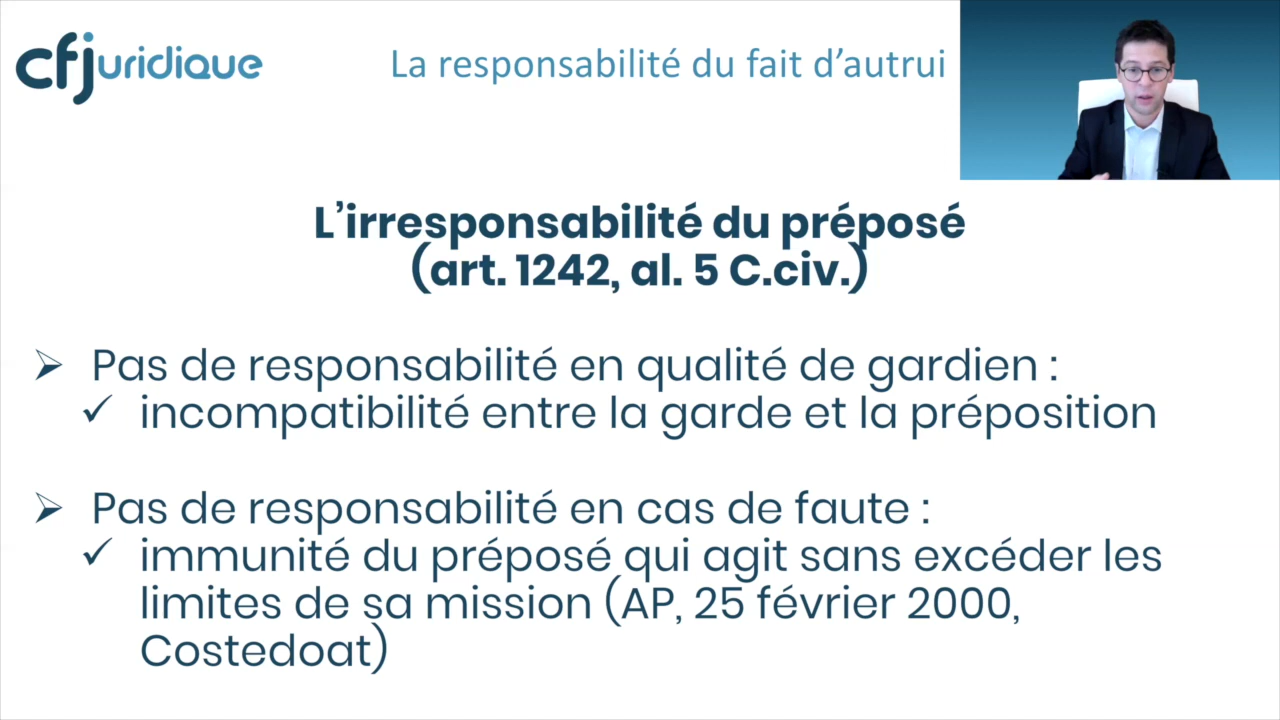 cfjuridique
La responsabilité du fait d’autrui
L’irresponsabilité du préposé
(art. 1242, al. 5 C.civ.)
➢ Pas de responsabilité en qualité de gardien :
✓ incompatibilité entre la garde et la préposition
➢ Pas de responsabilité en cas de faute :
✓ immunité du préposé qui agit sans excéder les
limites de sa mission (AP, 25 février 2000,
Costedoat)